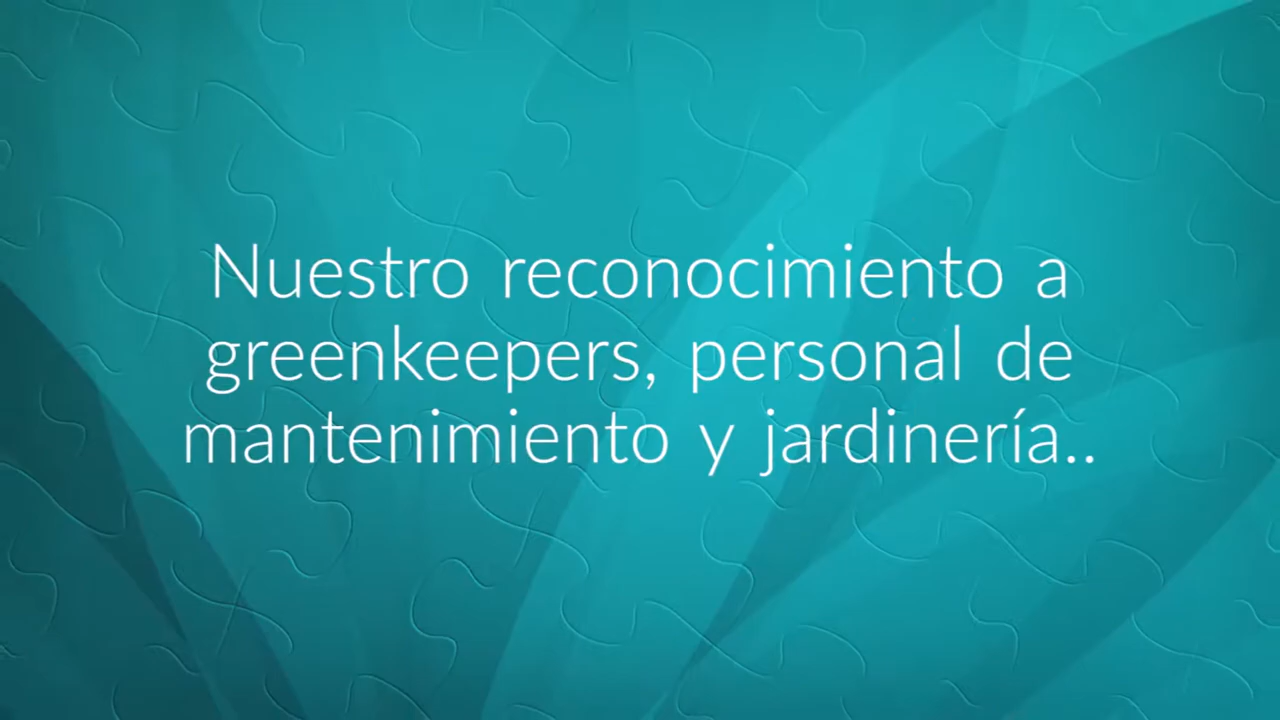 Nuestro reconocimiento a
greenkeepers, personal de
mantenimiento y jardinería..